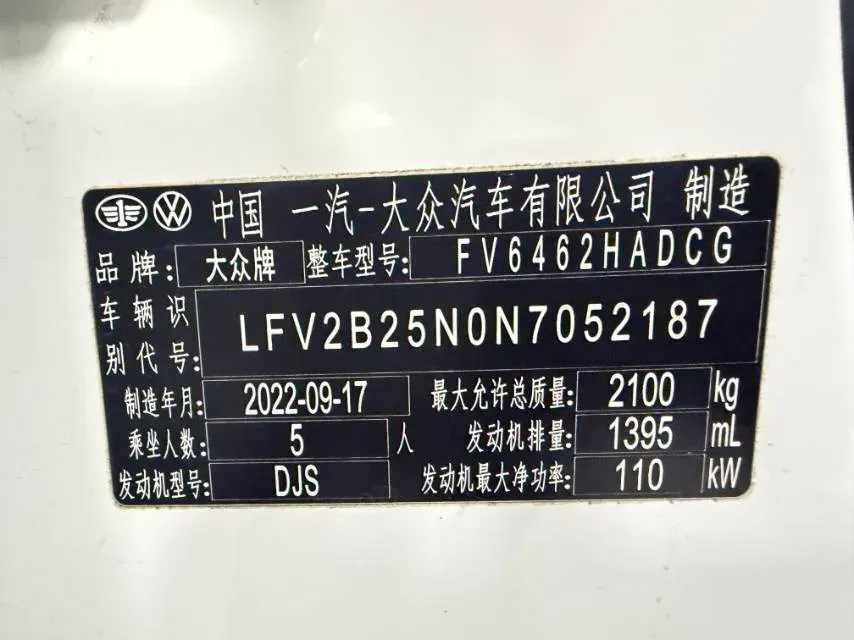 中国 一汽-大众汽车有限公司 制造
品牌: 大众牌 整车型号: FV6462HADCG
车辆识别代号: LFV2B25N0N7052187
制造年月: 2022-09-17 最大允许总质量: 2100 kg
乘坐人数: 5 人 发动机排量: 1395 mL
发动机型号: DJS 发动机最大净功率: 110 kW